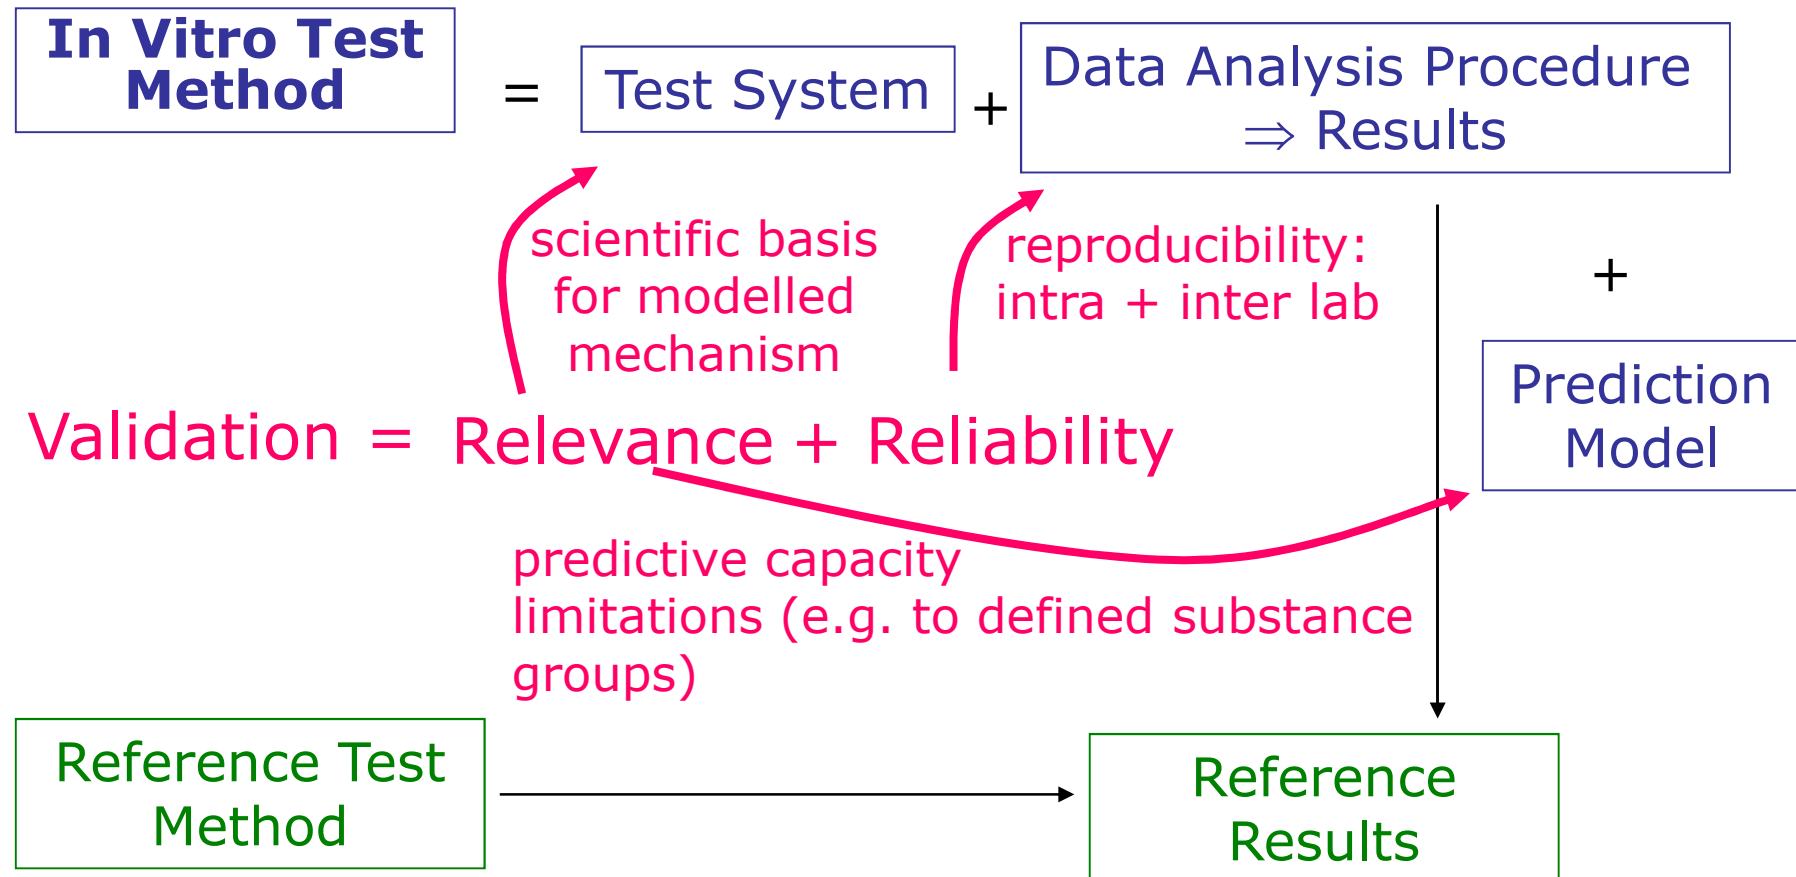 In Vitro Test
Method
=
Test System
+
Data Analysis Procedure
⇒ Results
scientific basis
for modelled
mechanism
reproducibility:
intra + inter lab
+
Prediction
Model
Validation = Relevance + Reliability
predictive capacity
limitations (e.g. to defined substance
groups)
Reference Test
Method
Reference
Results